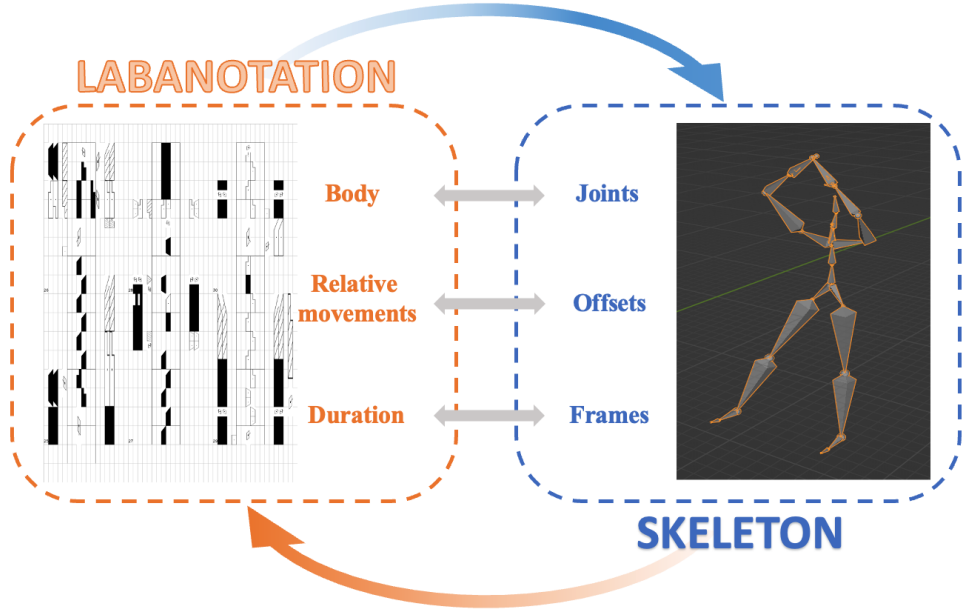 LABANOTATION
Body
Joints
Relative
movements
Offsets
Duration
Frames
SKELETON